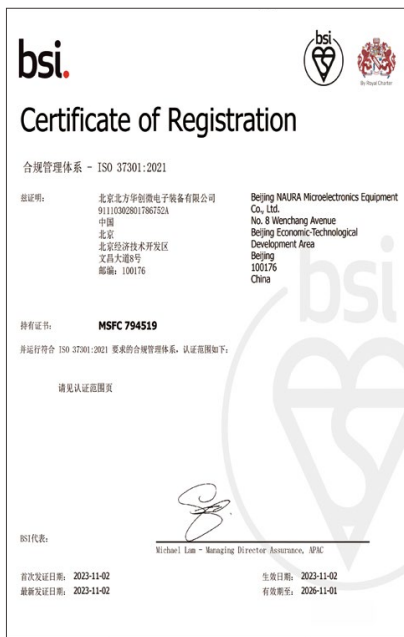 bsi.
bsi
By Royal Charter
Certificate of Registration
合规管理体系 - ISO 37301:2021
兹证明:
北京北方华创微电子装备有限公司
91110302801786752A
中国
北京
北京经济技术开发区
文昌大道8号
邮编: 100176
Beijing NAURA Microelectronics Equipment
Co., Ltd.
No. 8 Wenchang Avenue
Beijing Economic-Technological
Development Area
Beijing
100176
China
持有证书:
MSFC 794519
并运行符合 ISO 37301:2021 要求的合规管理体系，认证范围如下:
请见认证范围页
bsi
BSI代表:
Michael Lam - Managing Director Assurance, APAC
首次发证日期: 2023-11-02
生效日期: 2023-11-02
最新发证日期: 2023-11-02
有效期至: 2026-11-01